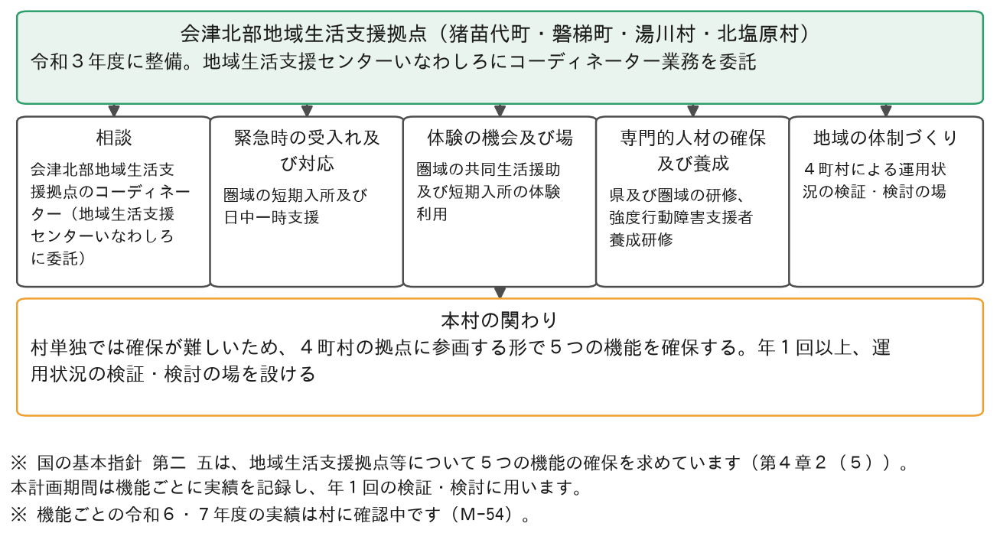 会津北部地域生活支援拠点（猪苗代町・磐梯町・湯川村・北塩原村）
令和３年度に整備。地域生活支援センターいなわしろにコーディネーター業務を委託
相談
会津北部地域生活支
援拠点のコーディネー
ター（地域生活支援
センターいなわしろ
に委託）
緊急時の受入れ及
び対応
圏域の短期入所及び
日中一時支援
体験の機会及び場
圏域の共同生活援助
及び短期入所の体験
利用
専門的人材の確保
及び養成
県及び圏域の研修、
強度行動障害支援者
養成研修
地域の体制づくり
４町村による運用状
況の検証・検討の場
本村の関わり
村単独では確保が難しいため、４町村の拠点に参画する形で５つの機能を確保する。年１回以上、運
用状況の検証・検討の場を設ける
※ 国の基本指針 第二 五は、地域生活支援拠点等について５つの機能の確保を求めています（第４章２（５））。
本計画期間は機能ごとに実績を記録し、年１回の検証・検討に用います。
※ 機能ごとの令和６・７年度の実績は村に確認中です（M-54）。